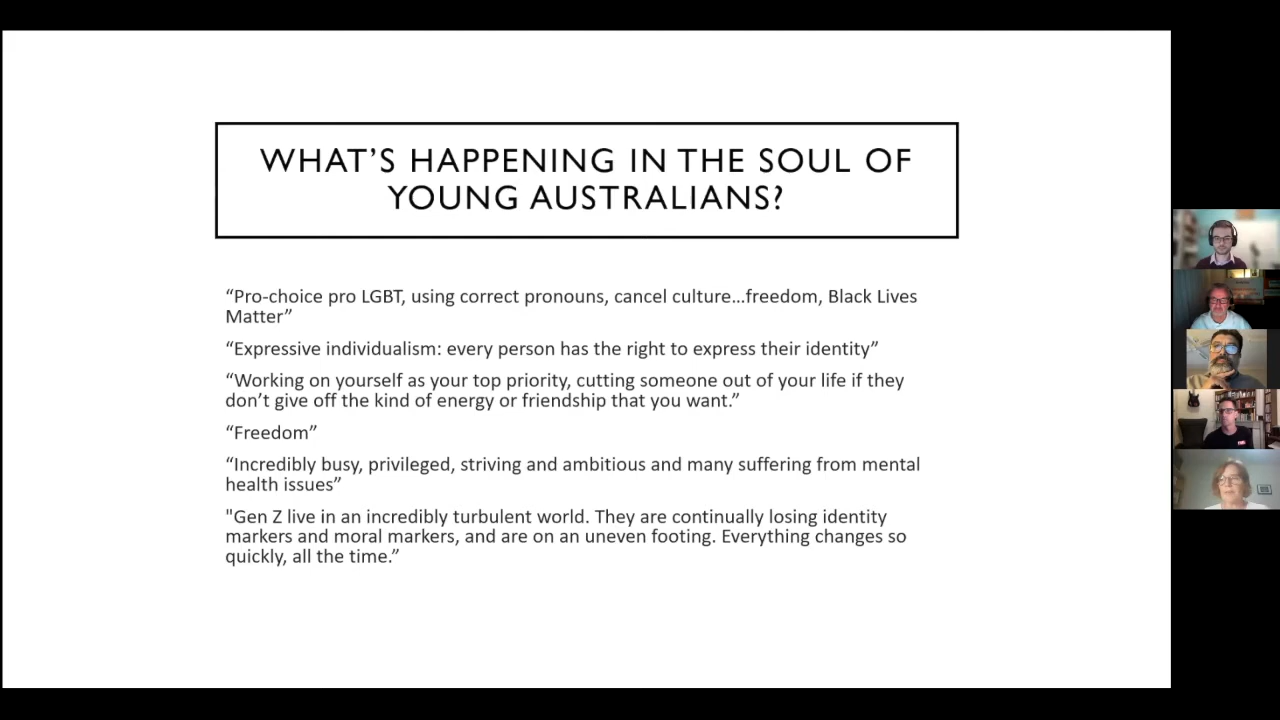 WHAT’S HAPPENING IN THE SOUL OF
YOUNG AUSTRALIANS?
“Pro-choice pro LGBT, using correct pronouns, cancel culture…freedom, Black Lives
Matter”
“Expressive individualism: every person has the right to express their identity”
“Working on yourself as your top priority, cutting someone out of your life if they
don’t give off the kind of energy or friendship that you want.”
“Freedom”
“Incredibly busy, privileged, striving and ambitious and many suffering from mental
health issues”
"Gen Z live in an incredibly turbulent world. They are continually losing identity
markers and moral markers, and are on an uneven footing. Everything changes so
quickly, all the time.”